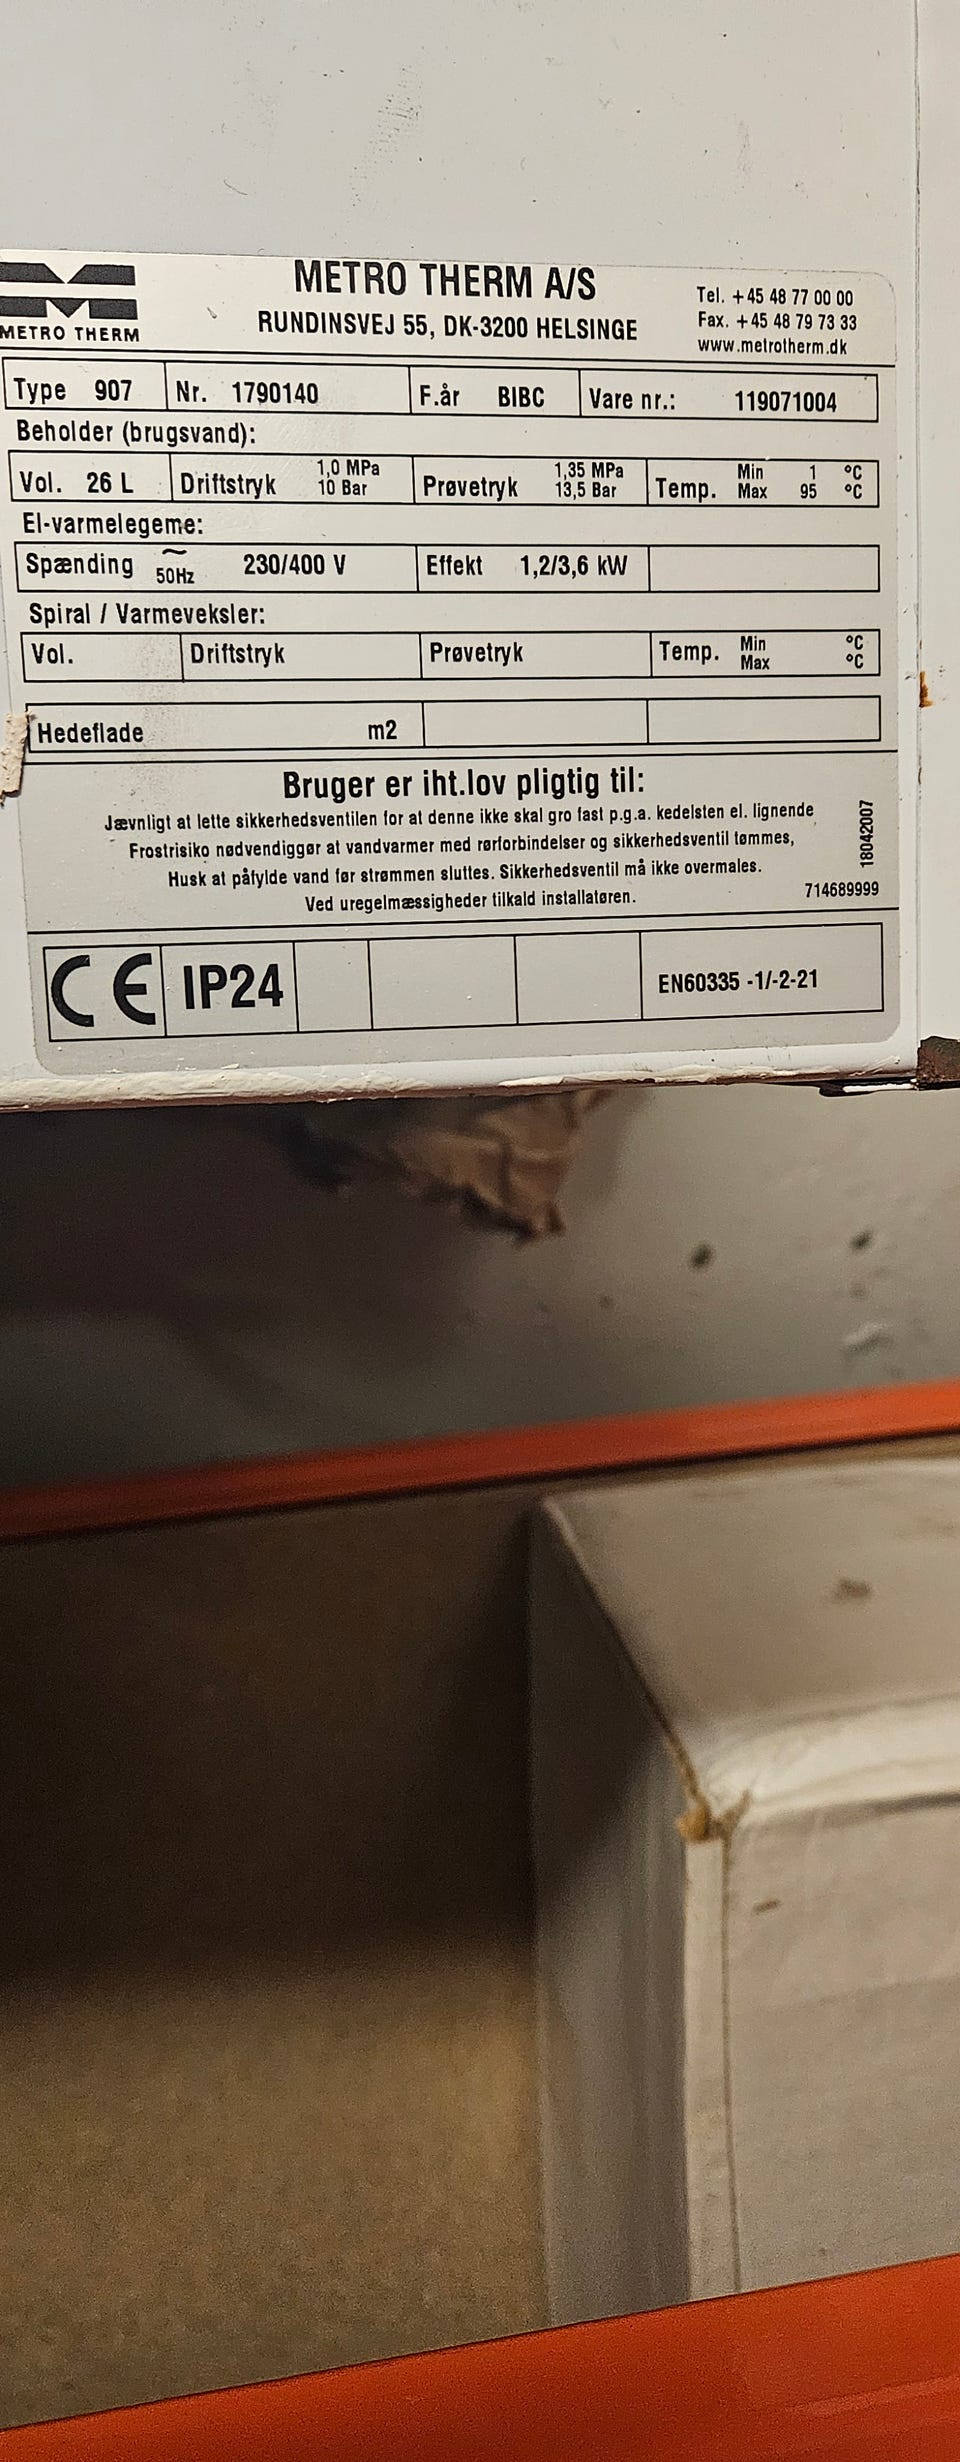 METRO THERM
METRO THERM A/S
RUNDINSVEJ 55, DK-3200 HELSINGE
Tel. +45 48 77 00 00
Fax. +45 48 79 73 33
www.metrotherm.dk
Type 907 Nr. 1790140 F.år BIBC Vare nr.: 119071004
Beholder (brugsvand):
Vol. 26 L Driftstryk 1,0 MPa 10 Bar Prøvetryk 1,35 MPa 13,5 Bar Temp. Min 1 °C Max 95 °C
El-varmelegeme:
Spænding ~ 50Hz 230/400 V Effekt 1,2/3,6 kW
Spiral / Varmeveksler:
Vol. Driftstryk Prøvetryk Temp. Min °C Max °C
Hedeflade m2
Bruger er iht.lov pligtig til:
Jævnligt at lette sikkerhedsventilen for at denne ikke skal gro fast p.g.a. kedelsten el. lignende
Frostrisiko nødvendiggør at vandvarmer med rørforbindelser og sikkerhedsventil tømmes,
Husk at påfylde vand før strømmen sluttes. Sikkerhedsventil må ikke overmales.
Ved uregelmæssigheder tilkald installatøren.
18042007
714689999
CE IP24 EN60335 -1/-2-21